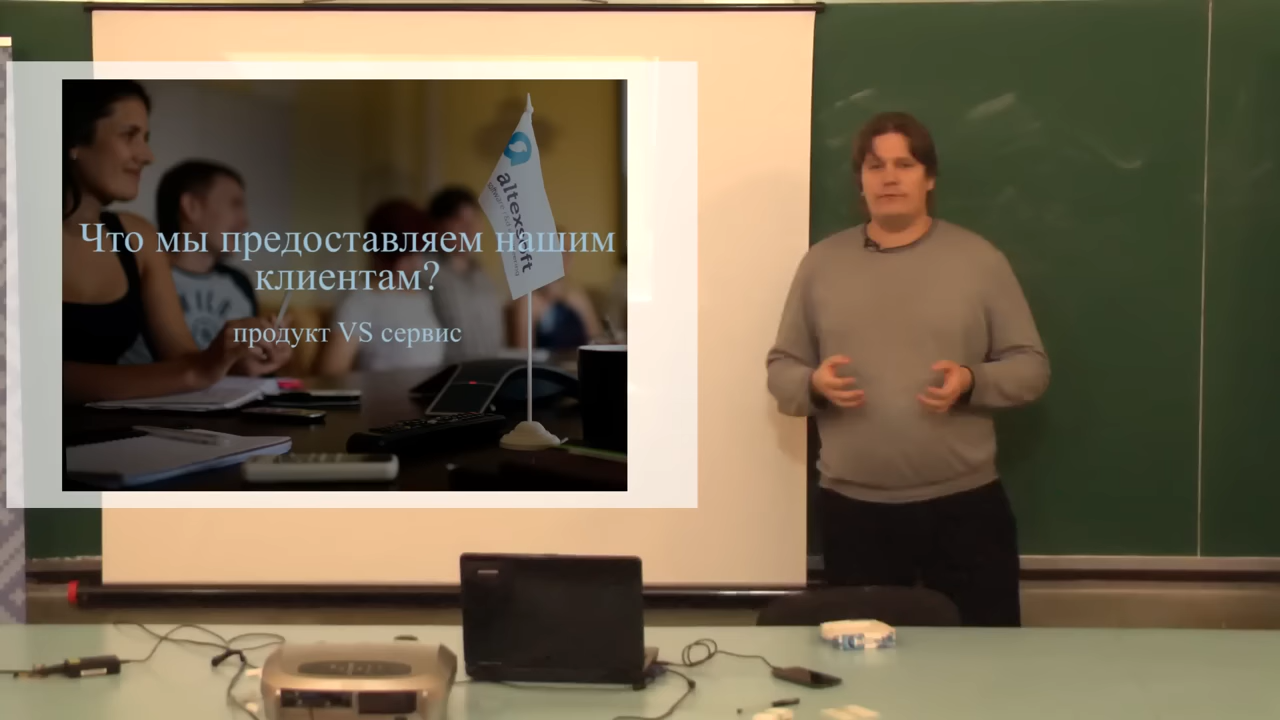 Что мы предоставляем нашим
клиентам?
продукт VS сервис
altexsoft